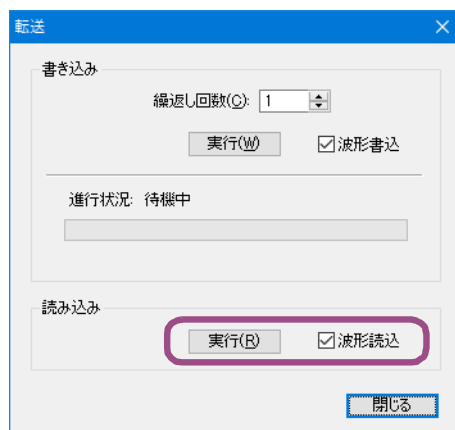 転送
書き込み
繰返し回数(C): 1
実行(W) 波形書込
進行状況: 待機中
読み込み
実行(R) 波形読込
閉じる